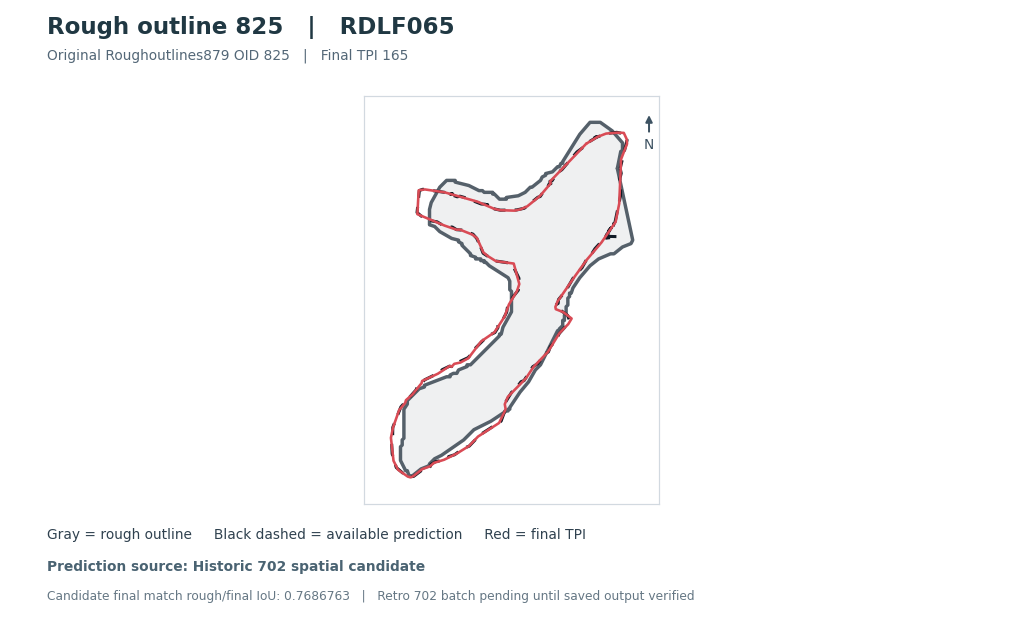 Rough outline 825   |   RDLF065
Original Roughoutlines879 OID 825   |   Final TPI 165
N
Gray = rough outline     Black dashed = available prediction     Red = final TPI
Prediction source: Historic 702 spatial candidate
Candidate final match rough/final IoU: 0.7686763   |   Retro 702 batch pending until saved output verified